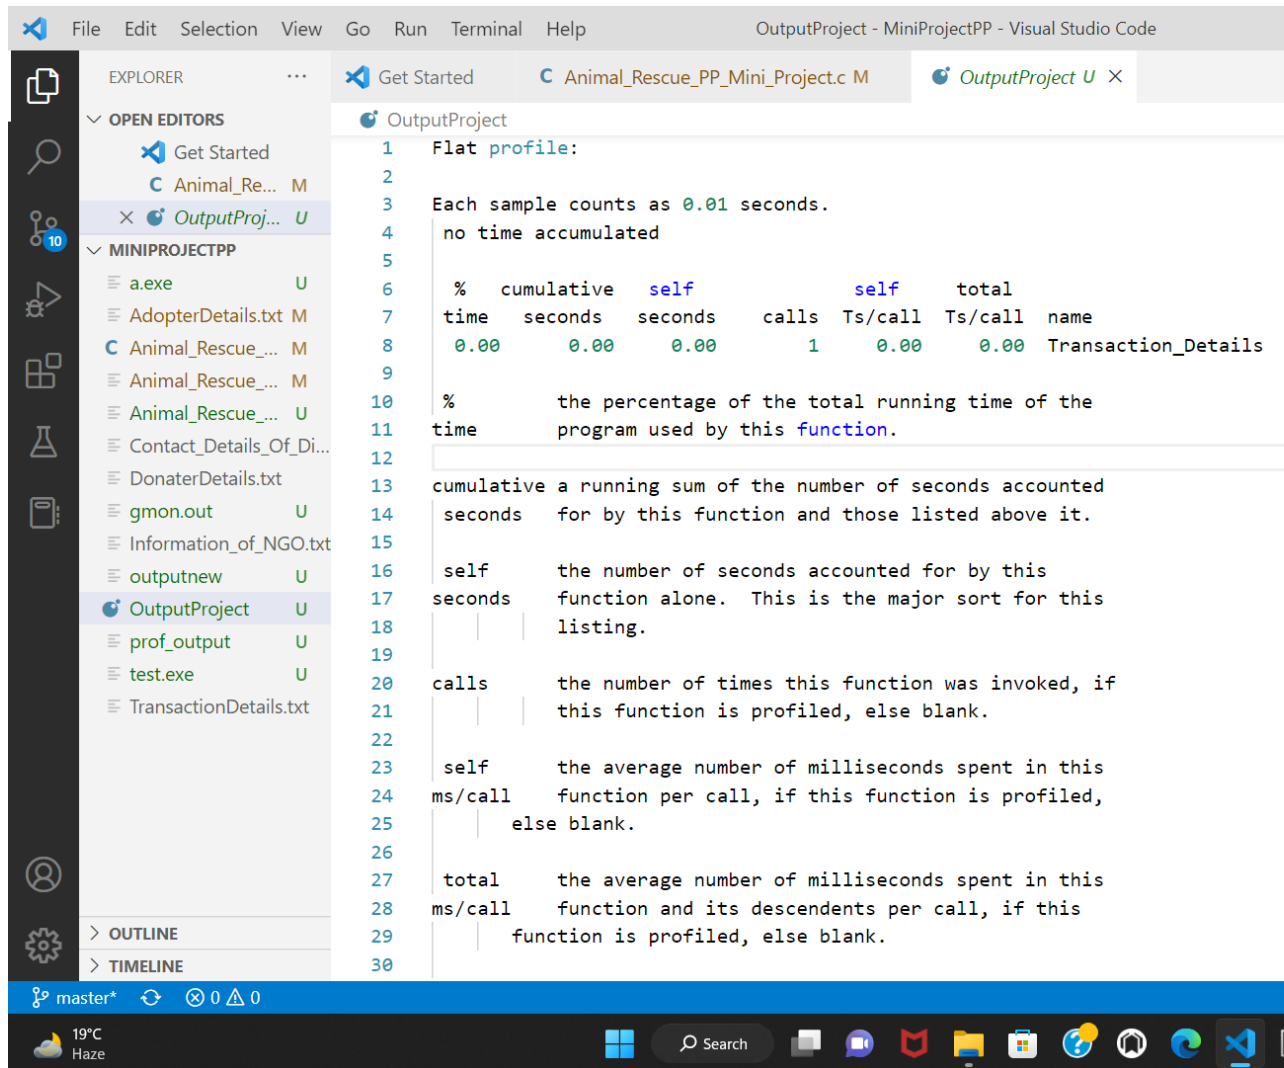 File Edit Selection View Go Run Terminal Help OutputProject - MiniProjectPP - Visual Studio Code
EXPLORER ···
Get Started
C Animal_Rescue_PP_Mini_Project.c M
OutputProject U ×
OPEN EDITORS
Get Started
C Animal_Re... M
× OutputProj... U
MINIPROJECTPP
a.exe U
AdopterDetails.txt M
C Animal_Rescue_... M
Animal_Rescue_... M
Animal_Rescue_... U
Contact_Details_Of_Di...
DonaterDetails.txt
gmon.out U
Information_of_NGO.txt
outputnew U
OutputProject U
prof_output U
test.exe U
TransactionDetails.txt
OUTLINE
TIMELINE
10
OutputProject
1 Flat profile:
2
3 Each sample counts as 0.01 seconds.
4 no time accumulated
5
6 % cumulative self self total
7 time seconds seconds calls Ts/call Ts/call name
8 0.00 0.00 0.00 1 0.00 0.00 Transaction_Details
9
10 % the percentage of the total running time of the
11 time program used by this function.
12
13 cumulative a running sum of the number of seconds accounted
14 seconds for by this function and those listed above it.
15
16 self the number of seconds accounted for by this
17 seconds function alone. This is the major sort for this
18 listing.
19
20 calls the number of times this function was invoked, if
21 this function is profiled, else blank.
22
23 self the average number of milliseconds spent in this
24 ms/call function per call, if this function is profiled,
25 else blank.
26
27 total the average number of milliseconds spent in this
28 ms/call function and its descendents per call, if this
29 function is profiled, else blank.
30
master* 0 0
19°C
Haze
Search